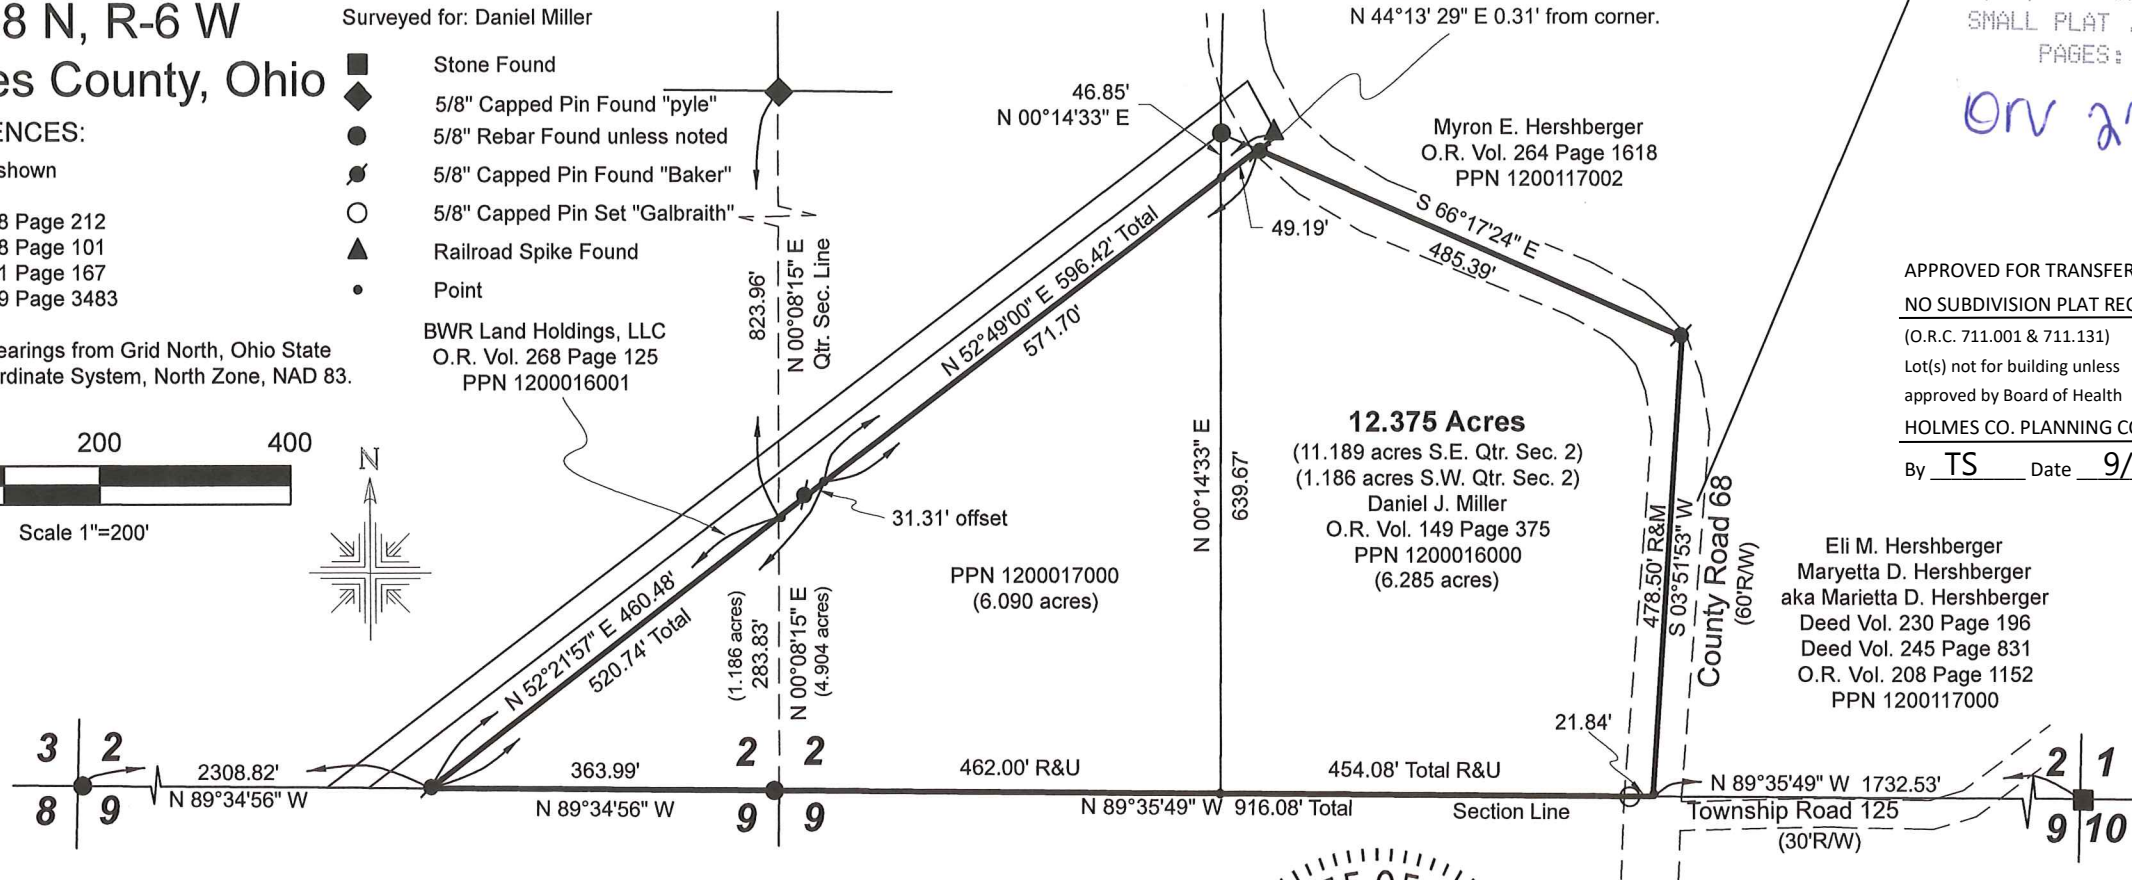 8 N, R-6 W
es County, Ohio
ENCES:
shown
8 Page 212
8 Page 101
1 Page 167
9 Page 3483
earings from Grid North, Ohio State
rdinate System, North Zone, NAD 83.
200 400
Scale 1"=200'
N
Surveyed for: Daniel Miller
Stone Found
5/8" Capped Pin Found "pyle"
5/8" Rebar Found unless noted
5/8" Capped Pin Found "Baker"
5/8" Capped Pin Set "Galbraith"
Railroad Spike Found
Point
BWR Land Holdings, LLC
O.R. Vol. 268 Page 125
PPN 1200016001
823.96'
N 00°08'15" E
Qtr. Sec. Line
N 52°49'00" E 596.42' Total
571.70'
46.85'
N 00°14'33" E
N 44°13' 29" E 0.31' from corner.
49.19'
Myron E. Hershberger
O.R. Vol. 264 Page 1618
PPN 1200117002
S 66°17'24" E
485.39'
SMALL PLAT
PAGES:
APPROVED FOR TRANSFER
NO SUBDIVISION PLAT REQ
(O.R.C. 711.001 & 711.131)
Lot(s) not for building unless
approved by Board of Health
HOLMES CO. PLANNING CO
By TS Date 9/
12.375 Acres
(11.189 acres S.E. Qtr. Sec. 2)
(1.186 acres S.W. Qtr. Sec. 2)
Daniel J. Miller
O.R. Vol. 149 Page 375
PPN 1200016000
(6.285 acres)
N 00°14'33" E
639.67'
31.31' offset
PPN 1200017000
(6.090 acres)
N 52°21'57" E 460.48'
520.74' Total
(1.186 acres)
283.83'
N 00°08'15" E
(4.904 acres)
478.50' R&M
S 03°51'53" W
County Road 68
(60'R/W)
Eli M. Hershberger
Maryetta D. Hershberger
aka Marietta D. Hershberger
Deed Vol. 230 Page 196
Deed Vol. 245 Page 831
O.R. Vol. 208 Page 1152
PPN 1200117000
21.84'
3 2
8 9
2308.82'
N 89°34'56" W
363.99'
N 89°34'56" W
2 2
9 9
462.00' R&U
454.08' Total R&U
N 89°35'49" W 916.08' Total
Section Line
N 89°35'49" W 1732.53'
Township Road 125
(30'R/W)
2 1
9 10